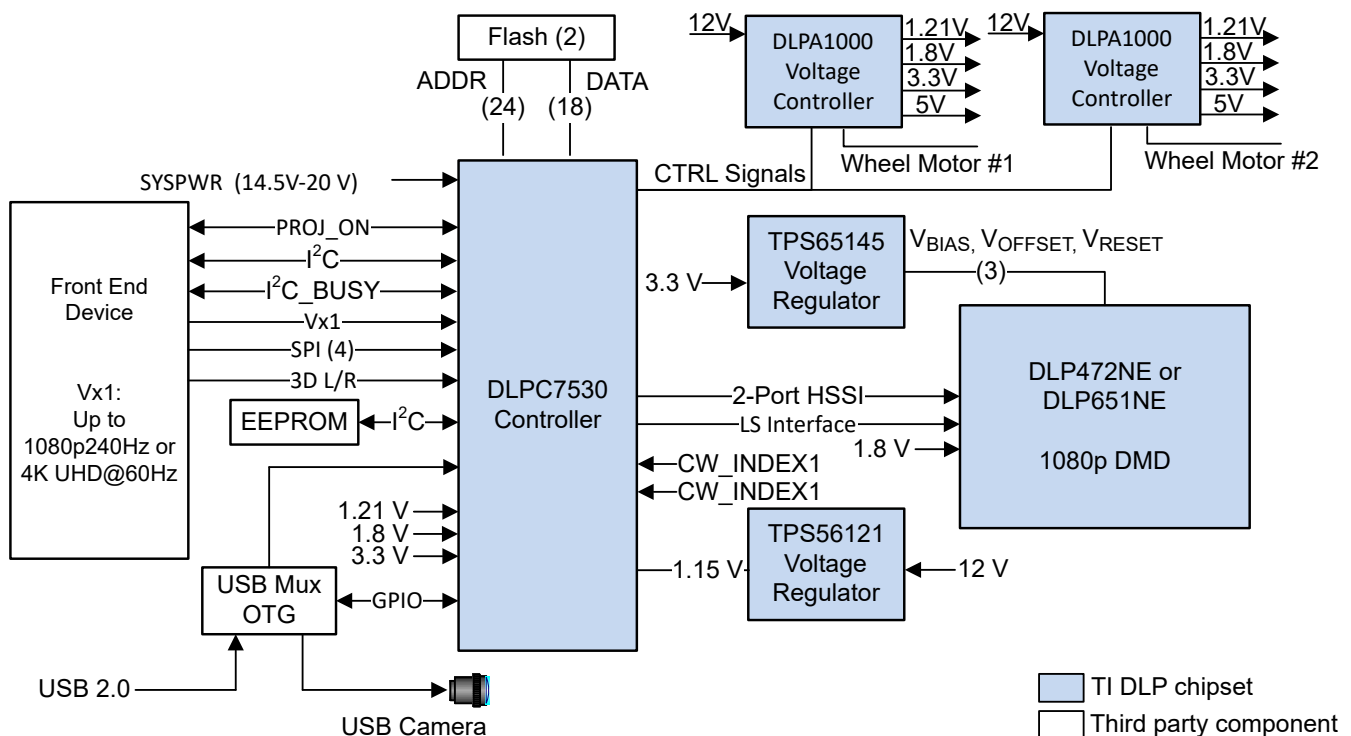 Flash (2)
ADDR
(24)
DATA
(18)
12V
DLPA1000
Voltage
Controller
1.21V
1.8V
3.3V
5V
Wheel Motor #1
12V
DLPA1000
Voltage
Controller
1.21V
1.8V
3.3V
5V
Wheel Motor #2
CTRL Signals
SYSPWR (14.5V-20 V)
Front End
Device
Vx1:
Up to
1080p240Hz or
4K UHD@60Hz
PROJ_ON
I²C
I²C_BUSY
Vx1
SPI (4)
3D L/R
EEPROM
I²C
1.21 V
1.8 V
3.3 V
USB Mux
OTG
GPIO
USB 2.0
USB Camera
DLPC7530
Controller
3.3 V
TPS65145
Voltage
Regulator
VBIAS, VOFFSET, VRESET
(3)
2-Port HSSI
LS Interface
1.8 V
DLP472NE or
DLP651NE
1080p DMD
CW_INDEX1
CW_INDEX1
1.15 V
TPS56121
Voltage
Regulator
12 V
TI DLP chipset
Third party component